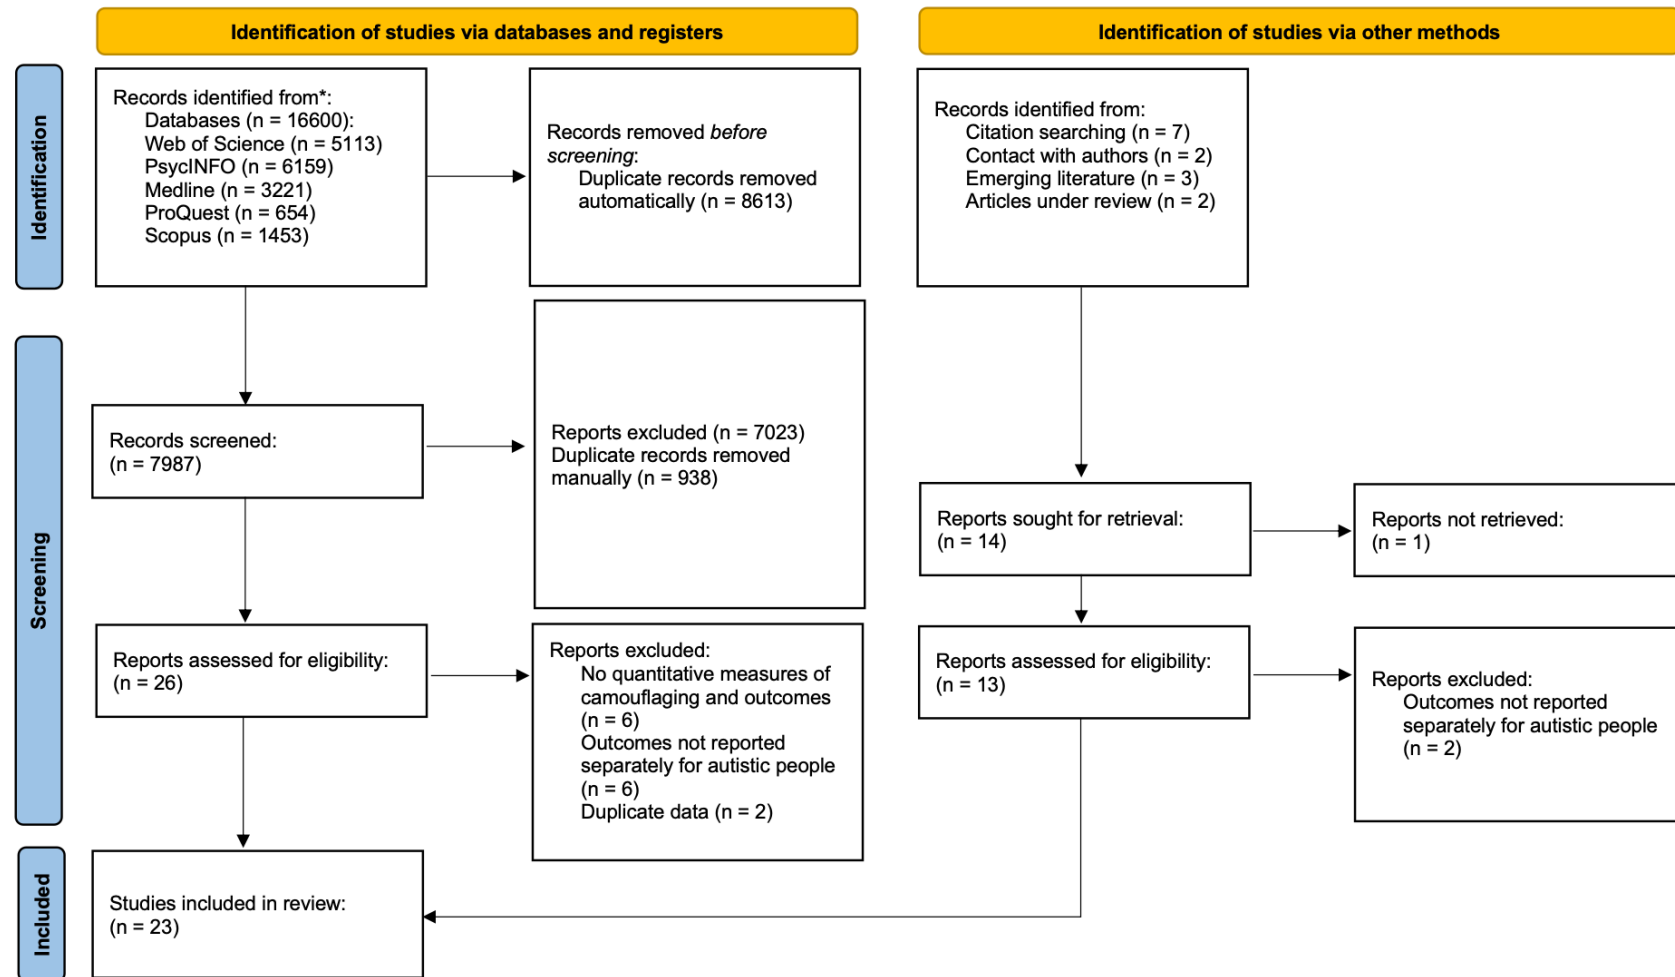 Identification of studies via databases and registers
Identification of studies via other methods
Identification
Records identified from*:
Databases (n = 16600):
Web of Science (n = 5113)
PsycINFO (n = 6159)
Medline (n = 3221)
ProQuest (n = 654)
Scopus (n = 1453)
Records removed before
screening:
Duplicate records removed
automatically (n = 8613)
Records identified from:
Citation searching (n = 7)
Contact with authors (n = 2)
Emerging literature (n = 3)
Articles under review (n = 2)
Screening
Records screened:
(n = 7987)
Reports excluded (n = 7023)
Duplicate records removed
manually (n = 938)
Reports sought for retrieval:
(n = 14)
Reports not retrieved:
(n = 1)
Reports assessed for eligibility:
(n = 26)
Reports excluded:
No quantitative measures of
camouflaging and outcomes
(n = 6)
Outcomes not reported
separately for autistic people
(n = 6)
Duplicate data (n = 2)
Reports assessed for eligibility:
(n = 13)
Reports excluded:
Outcomes not reported
separately for autistic people
(n = 2)
Included
Studies included in review:
(n = 23)